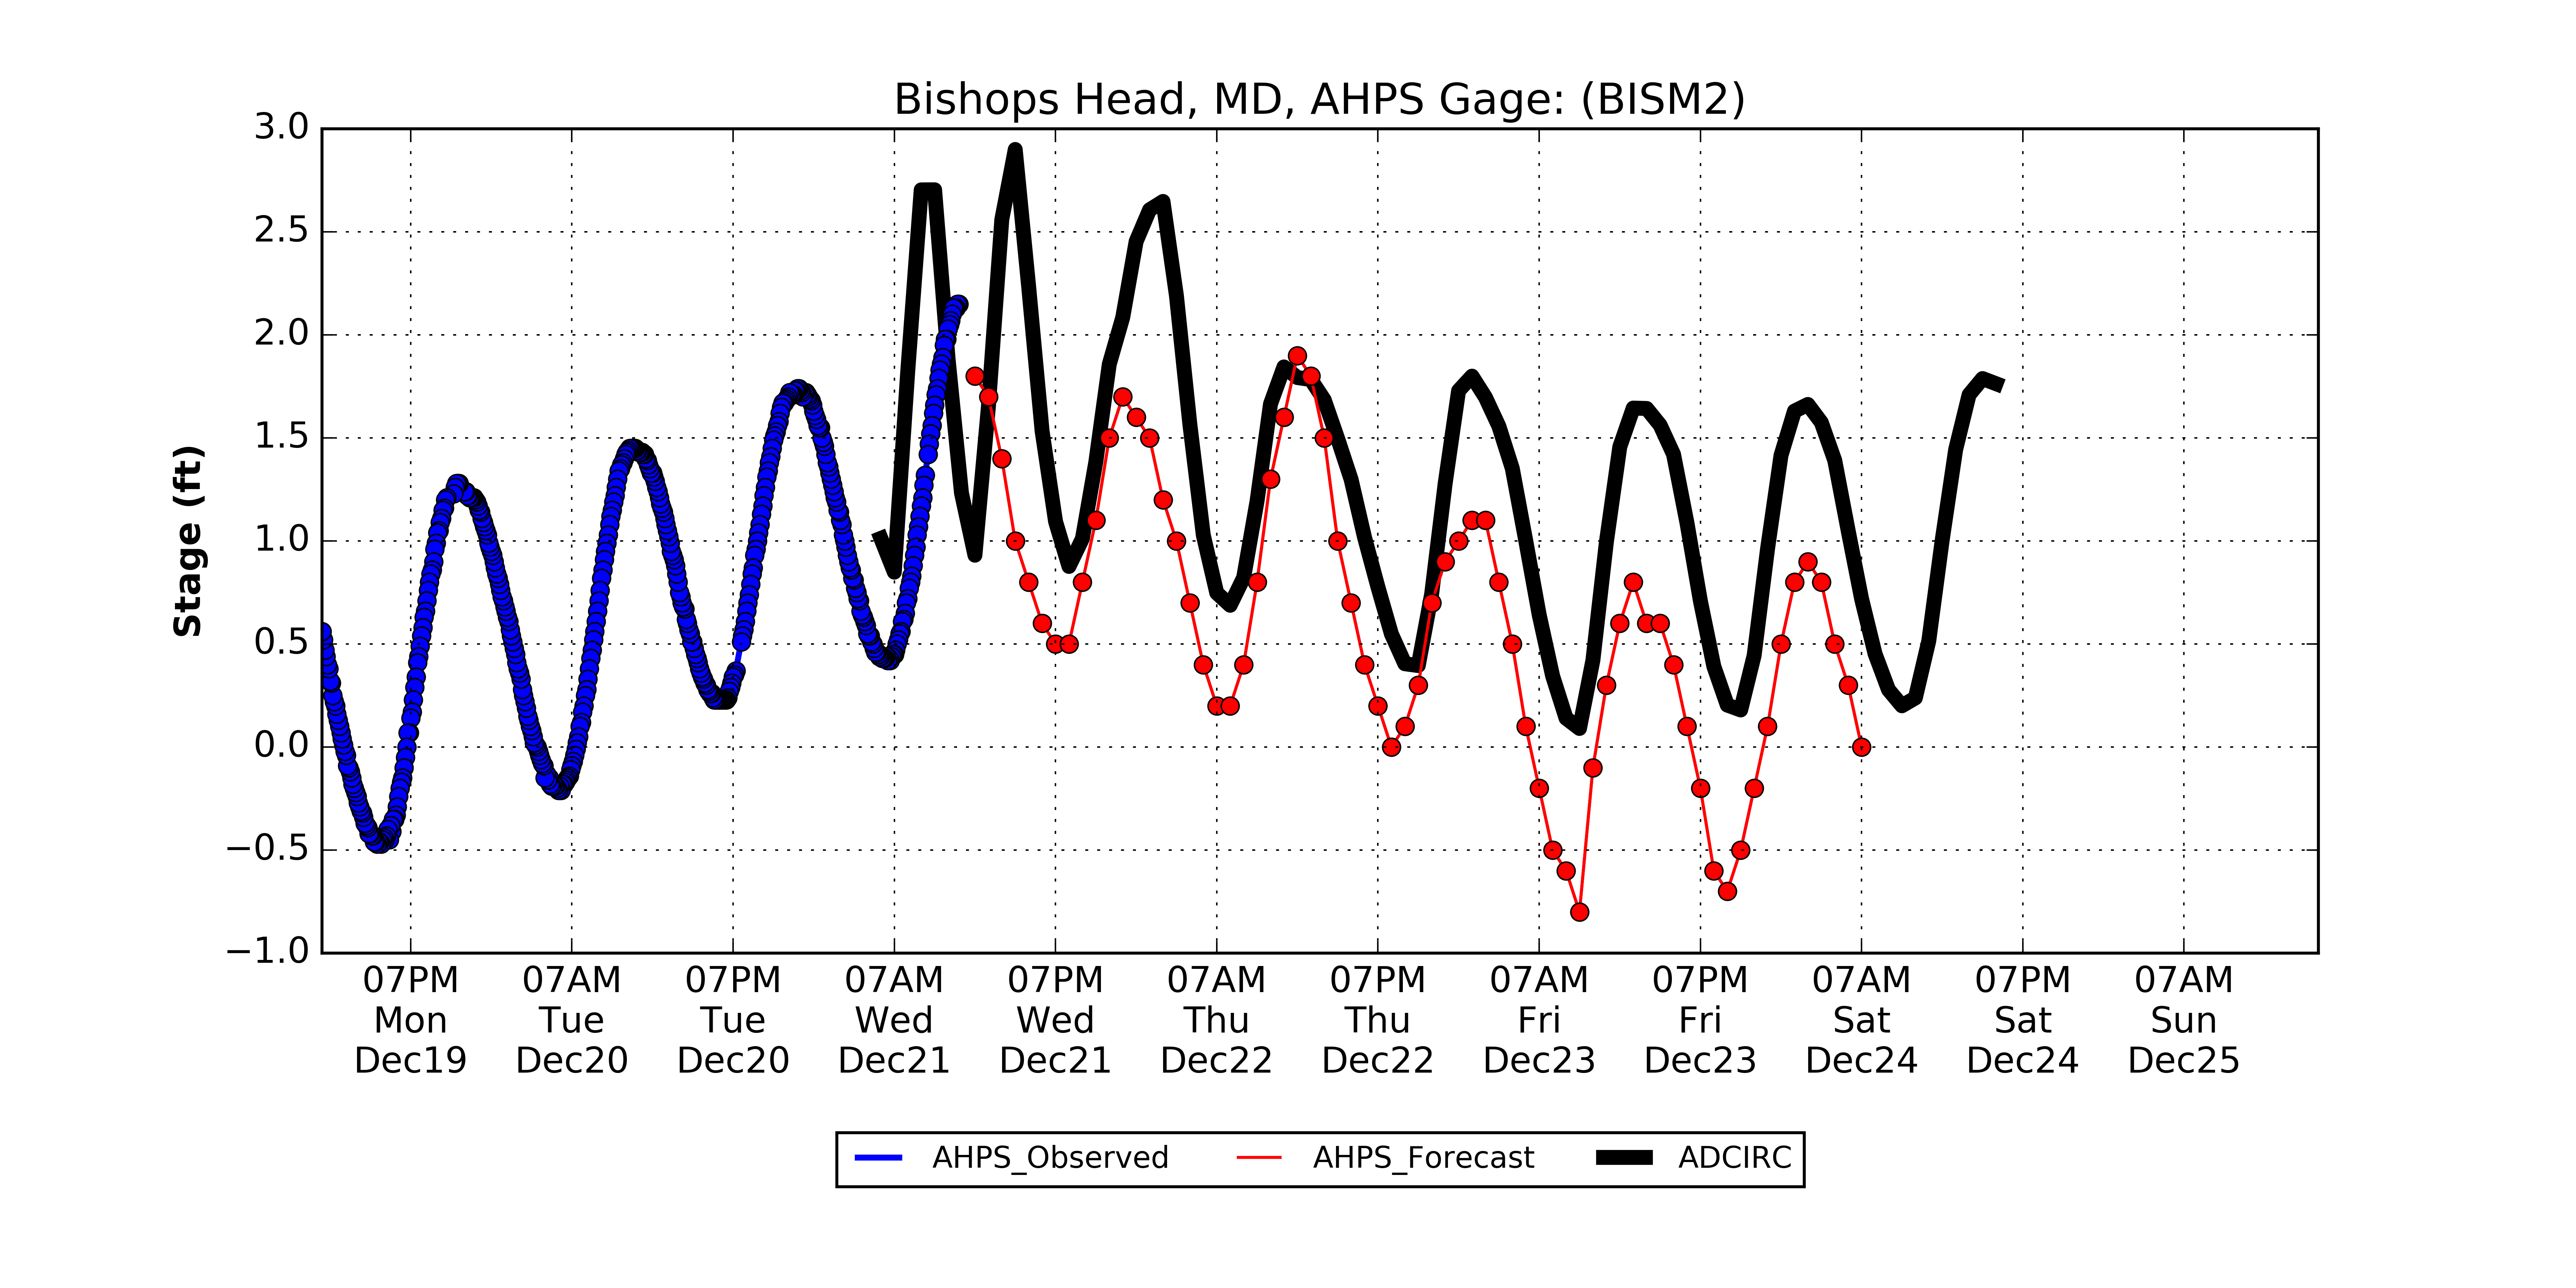 Bishops Head, MD, AHPS Gage: (BISM2)
3.0
2.5
2.0
1.5
1.0
0.5
0.0
−0.5
−1.0
Stage (ft)
07PM 07AM 07PM 07AM 07PM 07AM 07PM 07AM 07PM 07AM 07PM 07AM
Mon Tue Tue Wed Wed Thu Thu Fri Fri Sat Sat Sun
Dec19 Dec20 Dec20 Dec21 Dec21 Dec22 Dec22 Dec23 Dec23 Dec24 Dec24 Dec25
AHPS_Observed AHPS_Forecast ADCIRC